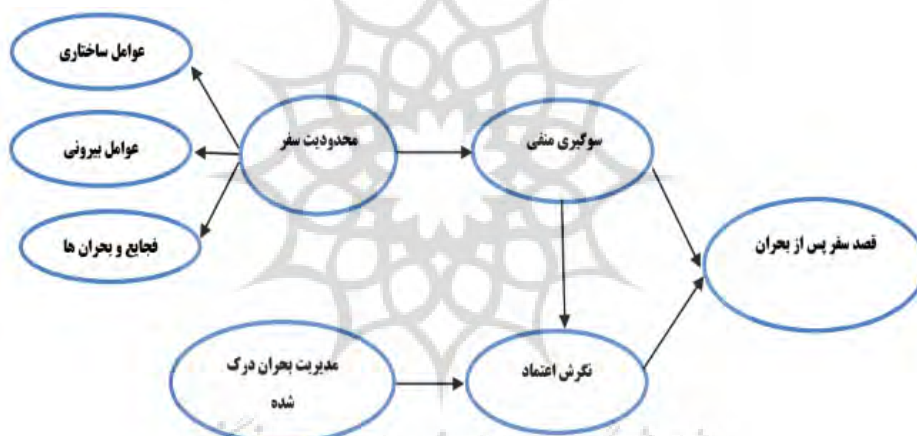 عوامل ساختاری
محدودیت سفر
سوگیری منفی
عوامل بیرونی
قصد سفر پس از بحران
فجایع و بحران ها
مدیریت بحران درک
شده
نگرش اعتماد